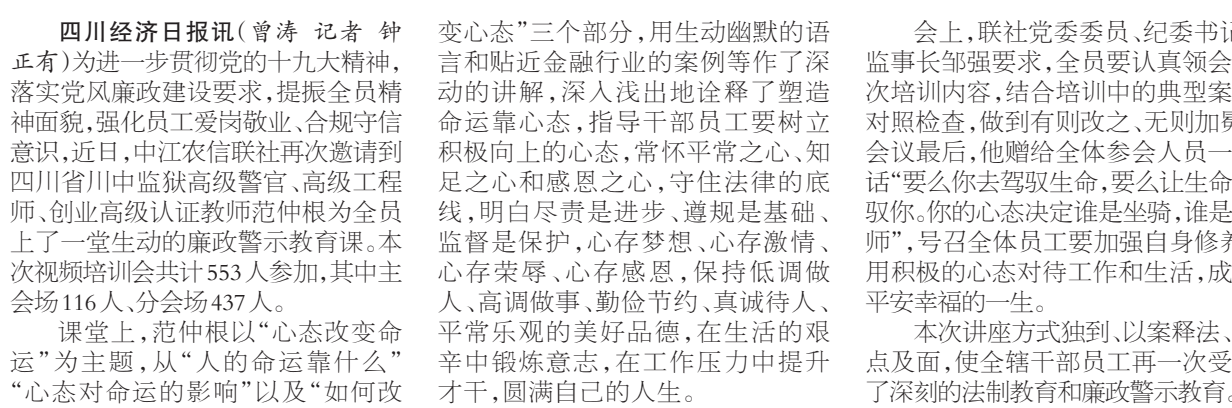 四川经济日报讯(曾涛 记者 钟
正有)为进一步贯彻党的十九大精神，
落实党风廉政建设要求，提振全员精
神面貌，强化员工爱岗敬业、合规守信
意识，近日，中江农信联社再次邀请到
四川省川中监狱高级警官、高级工程
师、创业高级认证教师范仲根为全员
上了一堂生动的廉政警示教育课。本
次视频培训会共计553人参加，其中主
会场116人、分会场437人。
课堂上，范仲根以“心态改变命
运”为主题，从“人的命运靠什么”
“心态对命运的影响”以及“如何改
变心态”三个部分，用生动幽默的语
言和贴近金融行业的案例等作了深
动的讲解，深入浅出地诠释了塑造
命运靠心态，指导干部员工要树立
积极向上的心态，常怀平常之心、知
足之心和感恩之心，守住法律的底
线，明白尽责是进步、遵规是基础、
监督是保护，心存梦想、心存激情、
心存荣辱、心存感恩，保持低调做
人、高调做事、勤俭节约、真诚待人、
平常乐观的美好品德，在生活的艰
辛中锻炼意志，在工作压力中提升
才干，圆满自己的人生。
会上，联社党委委员、纪委书记
监事长邹强要求，全员要认真领会
次培训内容，结合培训中的典型案
对照检查，做到有则改之、无则加冕
会议最后，他赠给全体参会人员一
话“要么你去驾驭生命，要么让生命
驭你。你的心态决定谁是坐骑，谁是
师”，号召全体员工要加强自身修养
用积极的心态对待工作和生活，成
平安幸福的一生。
本次讲座方式独到、以案释法、
点及面，使全辖干部员工再一次受
了深刻的法制教育和廉政警示教育。